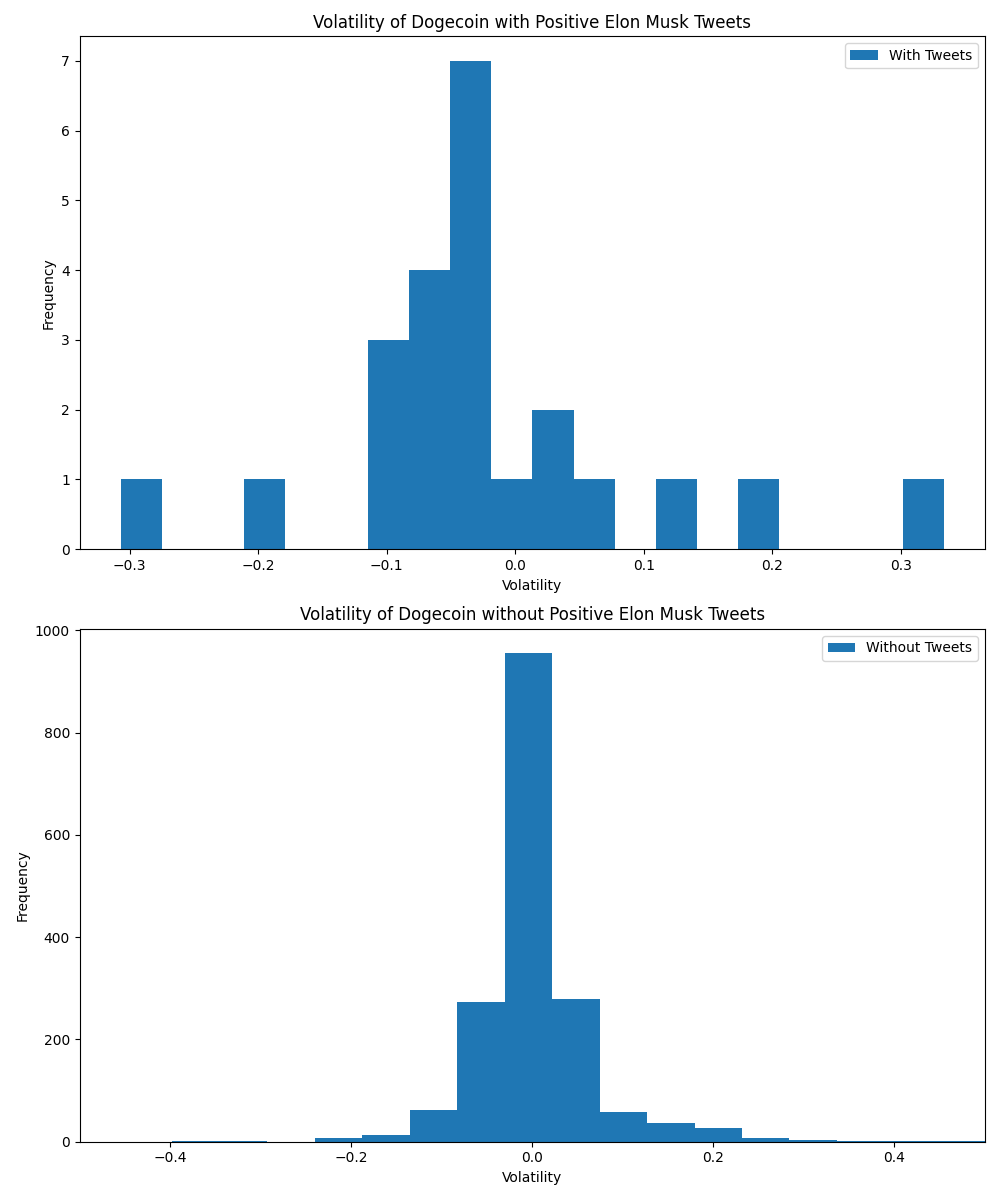 Volatility of Dogecoin with Positive Elon Musk Tweets
With Tweets
Frequency
7
6
5
4
3
2
1
0
−0.3 −0.2 −0.1 0.0 0.1 0.2 0.3
Volatility
Volatility of Dogecoin without Positive Elon Musk Tweets
Without Tweets
Frequency
1000
800
600
400
200
0
−0.4 −0.2 0.0 0.2 0.4
Volatility